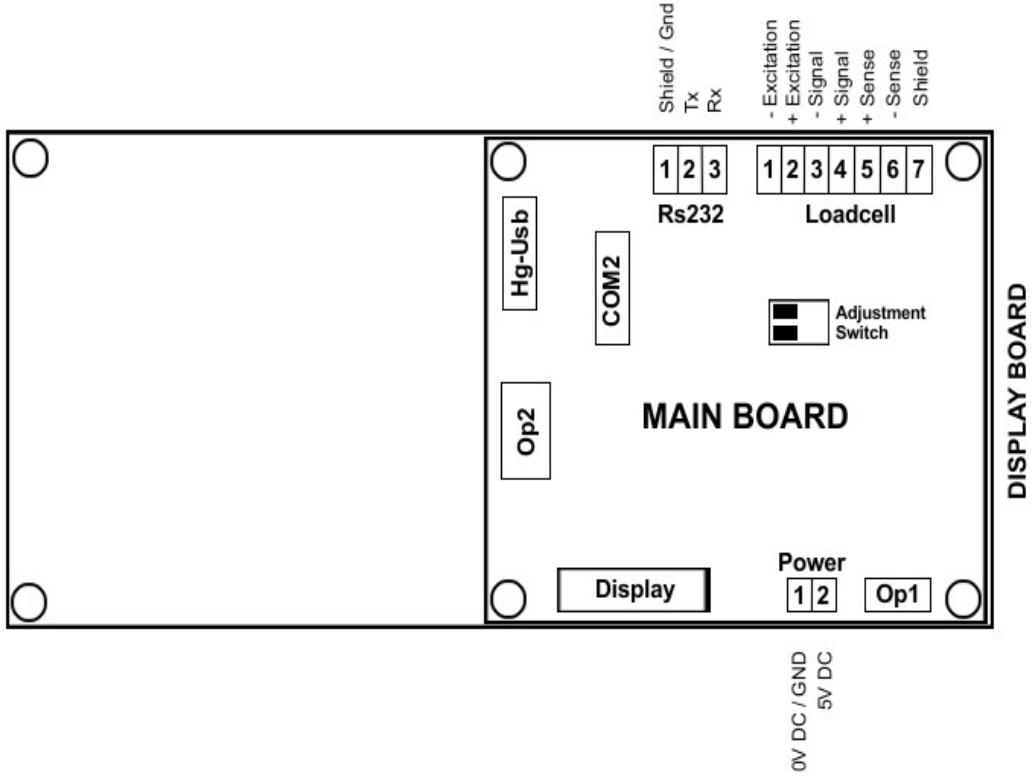 Shield / Gnd
Tx
Rx
- Excitation
+ Excitation
- Signal
+ Signal
+ Sense
- Sense
Shield
1 2 3
Rs232
1 2 3 4 5 6 7
Loadcell
Hg-Usb
COM2
Adjustment
Switch
Op2
MAIN BOARD
DISPLAY BOARD
Display
Power
1 2
Op1
0V DC / GND
5V DC